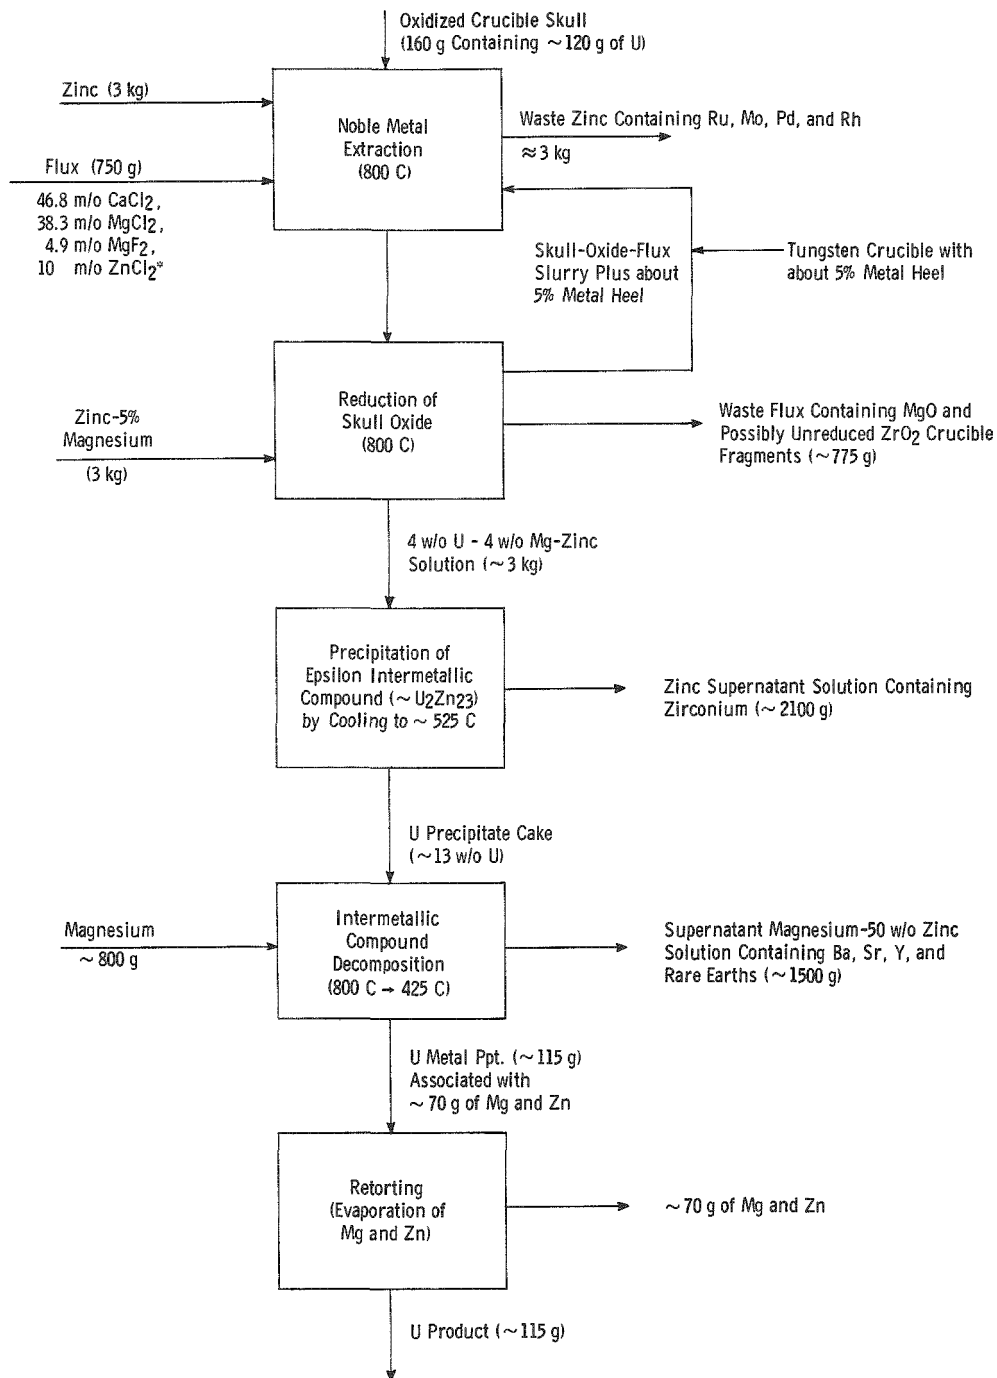 Oxidized Crucible Skull
(160 g Containing ~120 g of U)
Zinc (3 kg)
Noble Metal
Extraction
(800 C)
Waste Zinc Containing Ru, Mo, Pd, and Rh
≈3 kg
Flux (750 g)
46.8 m/o CaCl2,
38.3 m/o MgCl2,
4.9 m/o MgF2,
10 m/o ZnCl2*
Skull-Oxide-Flux
Slurry Plus about
5% Metal Heel
Tungsten Crucible with
about 5% Metal Heel
Reduction of
Skull Oxide
(800 C)
Zinc-5%
Magnesium
(3 kg)
Waste Flux Containing MgO and
Possibly Unreduced ZrO2 Crucible
Fragments (~775 g)
4 w/o U - 4 w/o Mg-Zinc
Solution (~3 kg)
Precipitation of
Epsilon Intermetallic
Compound (~U2Zn23)
by Cooling to ~ 525 C
Zinc Supernatant Solution Containing
Zirconium (~2100 g)
U Precipitate Cake
(~13 w/o U)
Magnesium
~ 800 g
Intermetallic
Compound
Decomposition
(800 C → 425 C)
Supernatant Magnesium-50 w/o Zinc
Solution Containing Ba, Sr, Y, and
Rare Earths (~1500 g)
U Metal Ppt. (~115 g)
Associated with
~ 70 g of Mg and Zn
Retorting
(Evaporation of
Mg and Zn)
~ 70 g of Mg and Zn
U Product (~115 g)